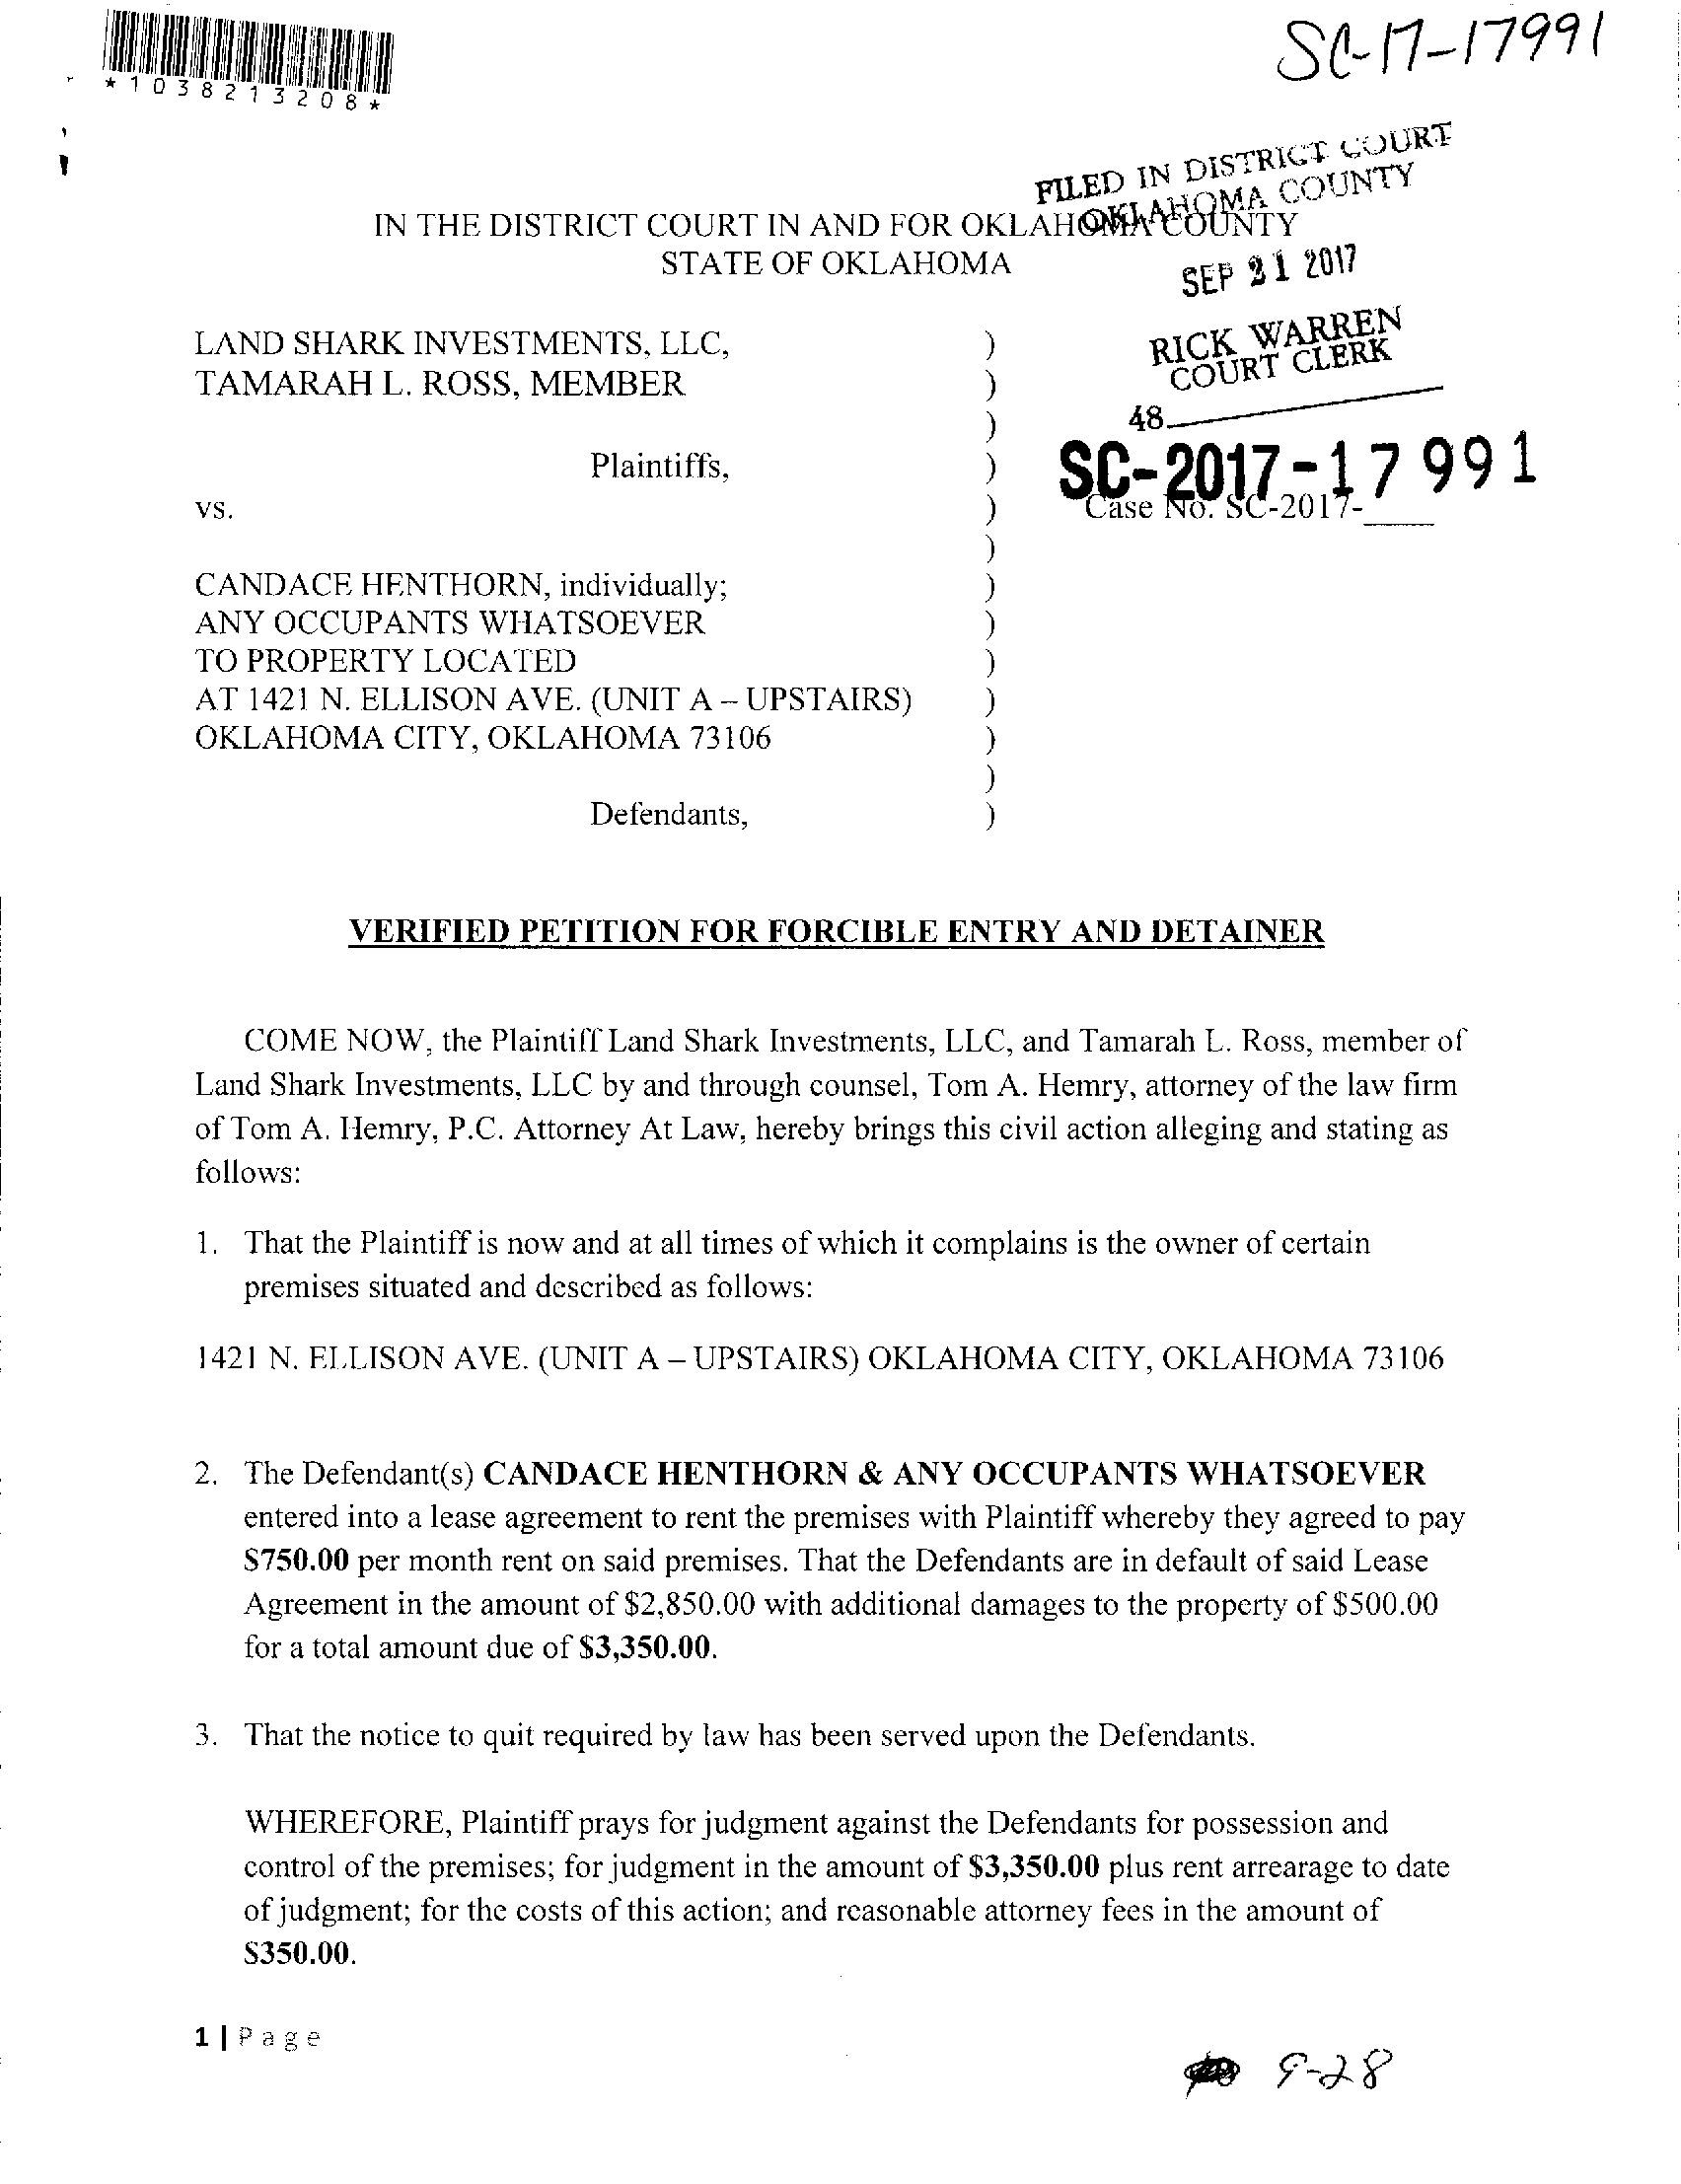 *1038213208*
SC-17-17991
FILED IN DISTRICT COURT
OKLAHOMA COUNTY
IN THE DISTRICT COURT IN AND FOR OKLAHOMA COUNTY
STATE OF OKLAHOMA
SEP 21 2017
RICK WARREN
COURT CLERK
48
LAND SHARK INVESTMENTS, LLC, )
TAMARAH L. ROSS, MEMBER )
)
Plaintiffs, )
SC-2017-17991
vs. ) Case No. SC-2017-____
)
CANDACE HENTHORN, individually; )
ANY OCCUPANTS WHATSOEVER )
TO PROPERTY LOCATED )
AT 1421 N. ELLISON AVE. (UNIT A – UPSTAIRS) )
OKLAHOMA CITY, OKLAHOMA 73106 )
)
Defendants, )
VERIFIED PETITION FOR FORCIBLE ENTRY AND DETAINER
COME NOW, the Plaintiff Land Shark Investments, LLC, and Tamarah L. Ross, member of
Land Shark Investments, LLC by and through counsel, Tom A. Hemry, attorney of the law firm
of Tom A. Hemry, P.C. Attorney At Law, hereby brings this civil action alleging and stating as
follows:
1. That the Plaintiff is now and at all times of which it complains is the owner of certain
premises situated and described as follows:
1421 N. ELLISON AVE. (UNIT A – UPSTAIRS) OKLAHOMA CITY, OKLAHOMA 73106
2. The Defendant(s) CANDACE HENTHORN & ANY OCCUPANTS WHATSOEVER
entered into a lease agreement to rent the premises with Plaintiff whereby they agreed to pay
$750.00 per month rent on said premises. That the Defendants are in default of said Lease
Agreement in the amount of $2,850.00 with additional damages to the property of $500.00
for a total amount due of $3,350.00.
3. That the notice to quit required by law has been served upon the Defendants.
WHEREFORE, Plaintiff prays for judgment against the Defendants for possession and
control of the premises; for judgment in the amount of $3,350.00 plus rent arrearage to date
of judgment; for the costs of this action; and reasonable attorney fees in the amount of
$350.00.
1 | Page
9-28